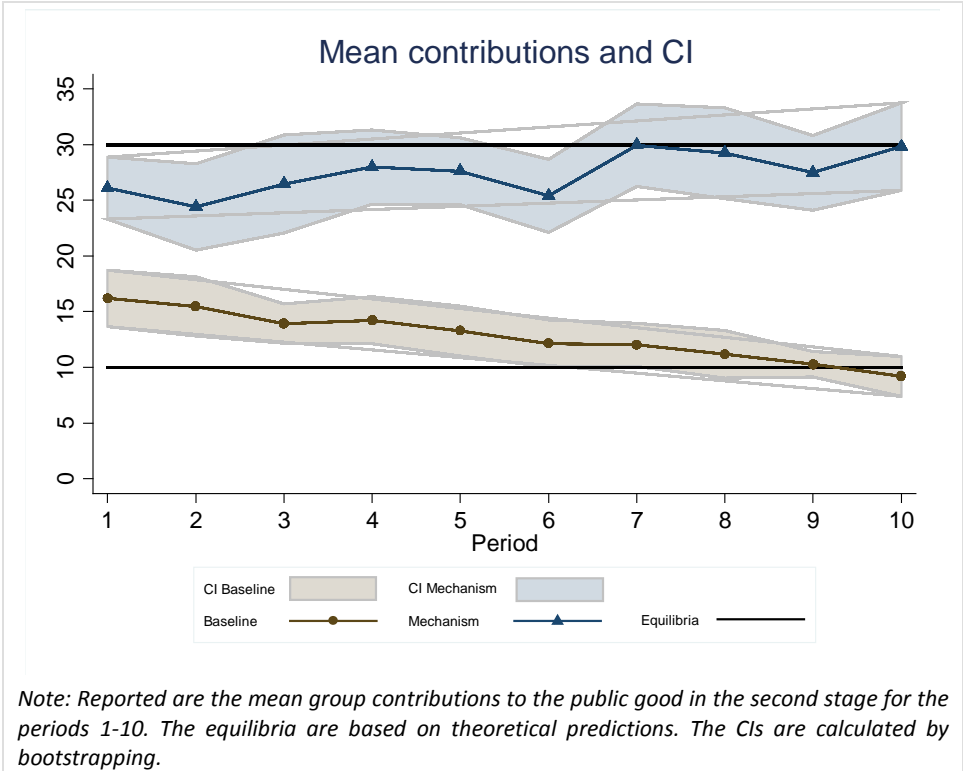 Mean contributions and CI
35
30
25
20
15
10
5
0
1 2 3 4 5 6 7 8 9 10
Period
CI Baseline CI Mechanism
Baseline Mechanism Equilibria
Note: Reported are the mean group contributions to the public good in the second stage for the
periods 1-10. The equilibria are based on theoretical predictions. The CIs are calculated by
bootstrapping.